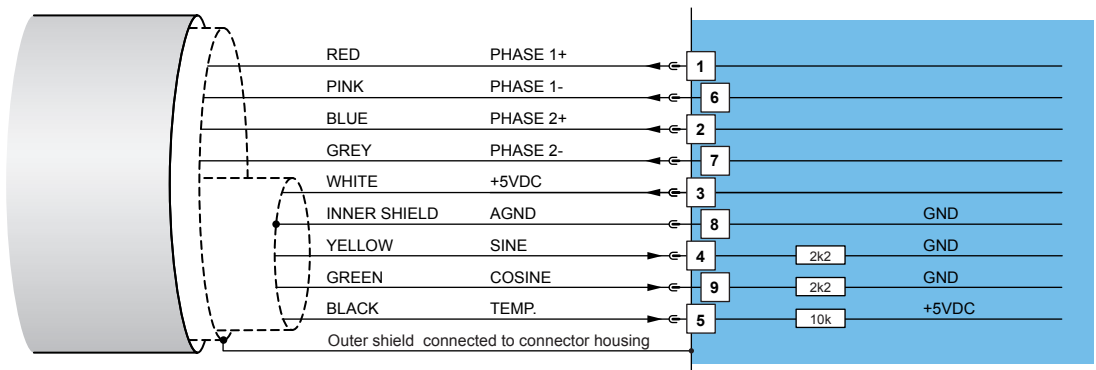 RED PHASE 1+ 1
PINK PHASE 1- 6
BLUE PHASE 2+ 2
GREY PHASE 2- 7
WHITE +5VDC 3
INNER SHIELD AGND 8 GND
YELLOW SINE 4 2k2 GND
GREEN COSINE 9 2k2 GND
BLACK TEMP. 5 10k +5VDC
Outer shield connected to connector housing